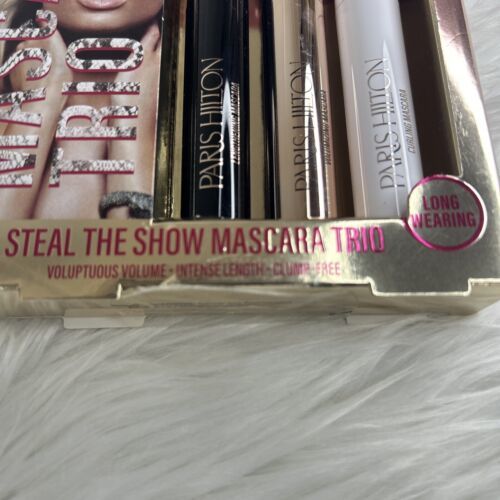 MASCA
TRIO
PARIS HILTON
PARIS HILTON
PARIS HILTON
CURLING MASCARA
LONG
WEARING
STEAL THE SHOW MASCARA TRIO
VOLUPTUOUS VOLUME • INTENSE LENGTH • CLUMP-FREE